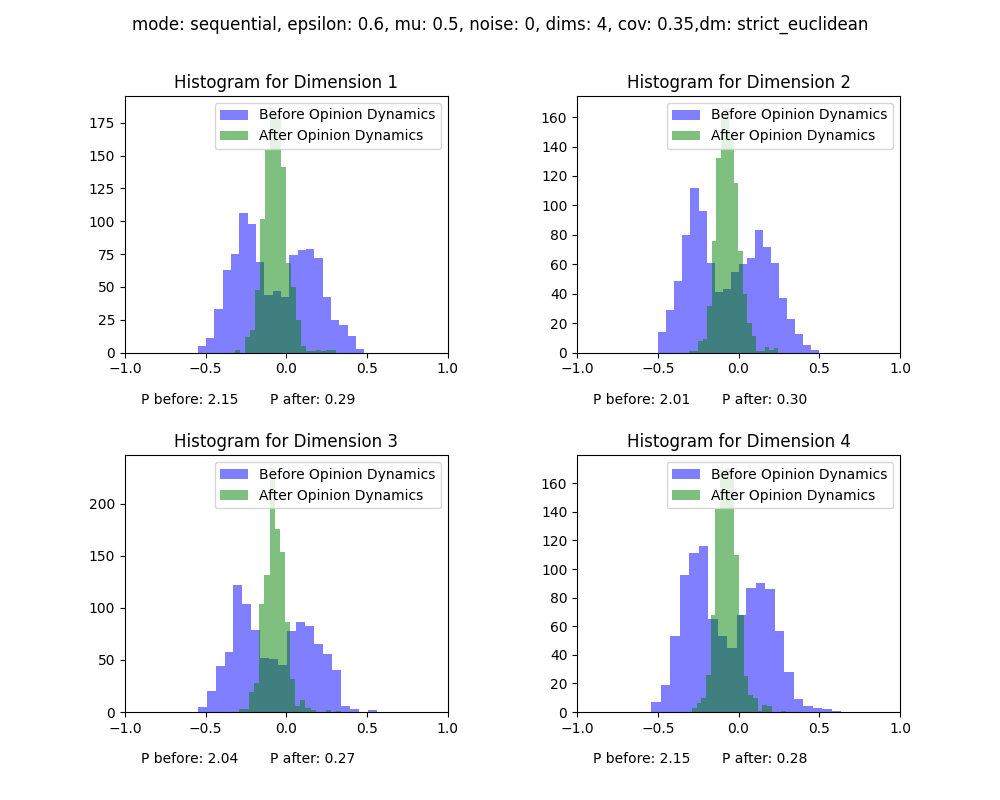 mode: sequential, epsilon: 0.6, mu: 0.5, noise: 0, dims: 4, cov: 0.35,dm: strict_euclidean
Histogram for Dimension 1
Before Opinion Dynamics
After Opinion Dynamics
175
150
125
100
75
50
25
0
−1.0 −0.5 0.0 0.5 1.0
P before: 2.15 P after: 0.29
Histogram for Dimension 2
Before Opinion Dynamics
After Opinion Dynamics
160
140
120
100
80
60
40
20
0
−1.0 −0.5 0.0 0.5 1.0
P before: 2.01 P after: 0.30
Histogram for Dimension 3
Before Opinion Dynamics
After Opinion Dynamics
200
150
100
50
0
−1.0 −0.5 0.0 0.5 1.0
P before: 2.04 P after: 0.27
Histogram for Dimension 4
Before Opinion Dynamics
After Opinion Dynamics
160
140
120
100
80
60
40
20
0
−1.0 −0.5 0.0 0.5 1.0
P before: 2.15 P after: 0.28